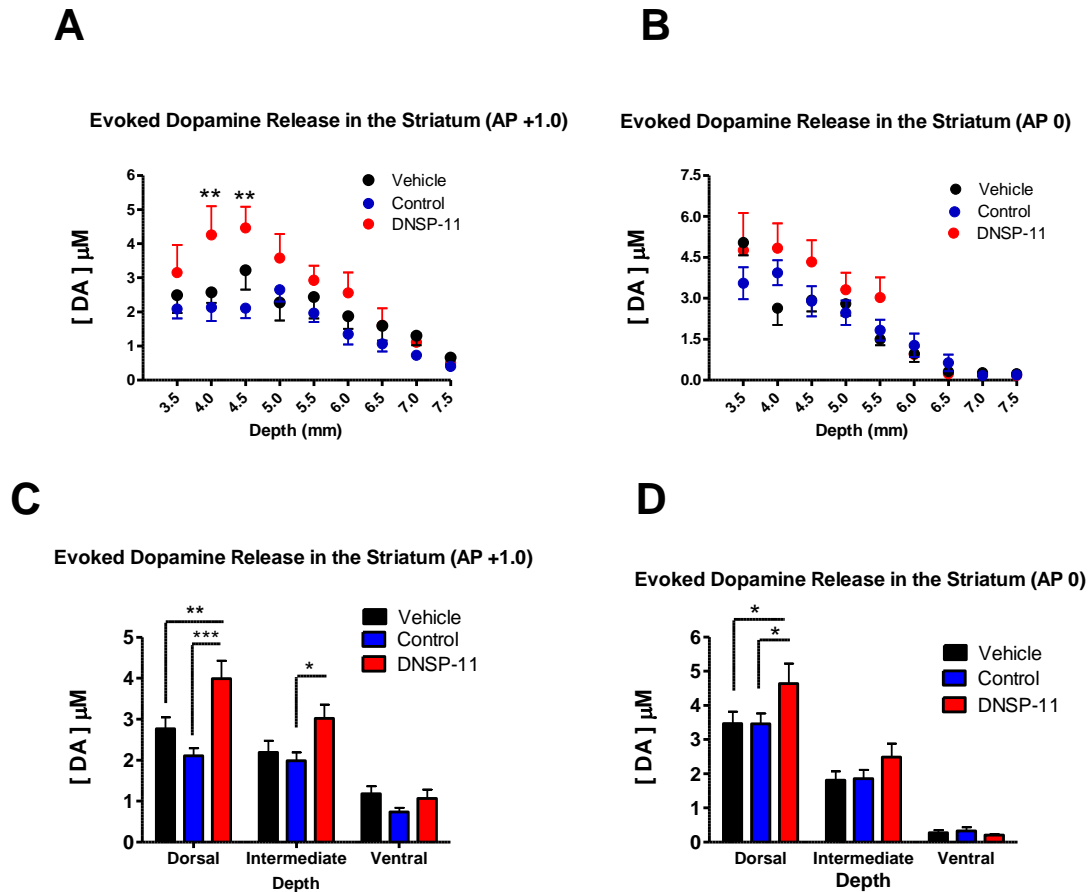 A
Evoked Dopamine Release in the Striatum (AP +1.0)
[ DA ] µM
6
5
4
3
2
1
0
** **
Vehicle
Control
DNSP-11
3.5 4.0 4.5 5.0 5.5 6.0 6.5 7.0 7.5
Depth (mm)
B
Evoked Dopamine Release in the Striatum (AP 0)
[ DA ] µM
7.5
6.0
4.5
3.0
1.5
0.0
Vehicle
Control
DNSP-11
3.5 4.0 4.5 5.0 5.5 6.0 6.5 7.0 7.5
Depth (mm)
C
Evoked Dopamine Release in the Striatum (AP +1.0)
[ DA ] µM
5
4
3
2
1
0
**
***
*
Vehicle
Control
DNSP-11
Dorsal Intermediate Ventral
Depth
D
Evoked Dopamine Release in the Striatum (AP 0)
[ DA ] µM
6
5
4
3
2
1
0
*
*
Vehicle
Control
DNSP-11
Dorsal Intermediate Ventral
Depth